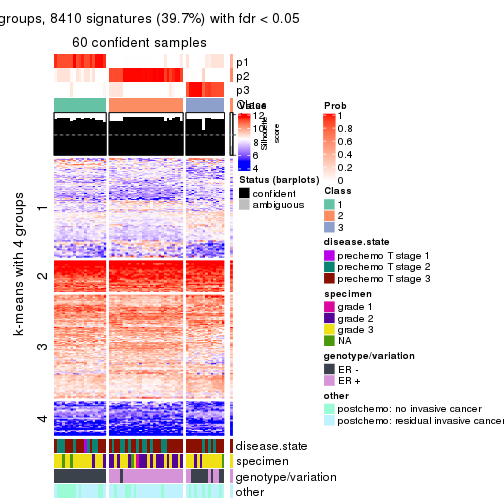 groups, 8410 signatures (39.7%) with fdr < 0.05
60 confident samples
p1
p2
p3
Class
Value
12
10
8
6
4
Silhouette
score
Status (barplots)
confident
ambiguous
Prob
1
0.8
0.6
0.4
0.2
0
Class
1
2
3
disease.state
prechemo T stage 1
prechemo T stage 2
prechemo T stage 3
specimen
grade 1
grade 2
grade 3
NA
genotype/variation
ER -
ER +
other
postchemo: no invasive cancer
postchemo: residual invasive cancer
k-means with 4 groups
1
2
3
4
disease.state
specimen
genotype/variation
other